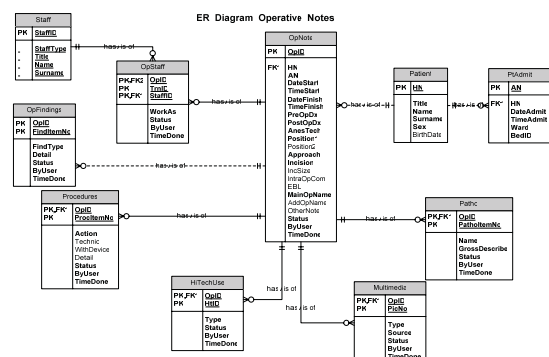 ER Diagram Operative Notes
Staff
PK StaffID
StaffType
Title
Name
Surname
has / is of
OpStaff
PK,FK2 OpID
PK TrnID
PK,FK1 StaffID
WorkAs
Status
ByUser
TimeDone
has / is of
OpNote
PK OpID
FK1 HN
AN
DateStart
TimeStart
DateFinish
TimeFinish
PreOpDx
PostOpDx
AnesTech
Position1
Position2
Approach
Incision
IncSize
IntraOpCom
EBL
MainOpName
AddOpName
OtherNote
Status
ByUser
TimeDone
has / is of
Patient
PK HN
Title
Name
Surname
Sex
BirthDate
has / is of
PtAdmit
PK AN
FK1 HN
DateAdmit
TimeAdmit
Ward
BedID
OpFindings
PK OpID
PK FindItemNo
FindType
Detail
Status
ByUser
TimeDone
has / is of
Procedures
PK,FK1 OpID
PK ProcItemNo
Action
Technic
WithDevice
Detail
Status
ByUser
TimeDone
has / is of
has / is of
Patho
PK,FK1 OpID
PK PathoItemNo
Name
GrossDescribe
Status
ByUser
TimeDone
has / is of
HiTechUse
PK,FK1 OpID
PK HtID
Type
Status
ByUser
TimeDone
has / is of
Multimedia
PK,FK1 OpID
PK PicNo
Type
Source
Status
ByUser
TimeDone